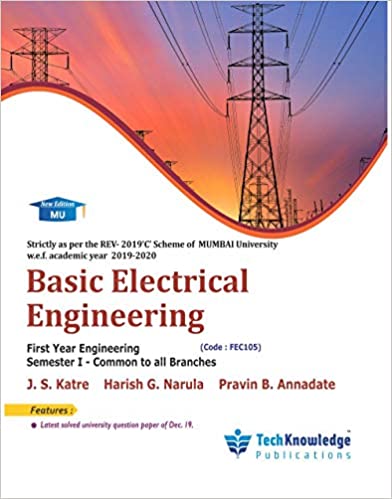 New Edition
MU
Strictly as per the REV- 2019'C' Scheme of MUMBAI University
w.e.f. academic year 2019-2020
Basic Electrical
Engineering
First Year Engineering (Code : FEC105)
Semester I - Common to all Branches
J. S. Katre Harish G. Narula Pravin B. Annadate
Features :
• Latest solved university question paper of Dec. 19.
TechKnowledge
Publications